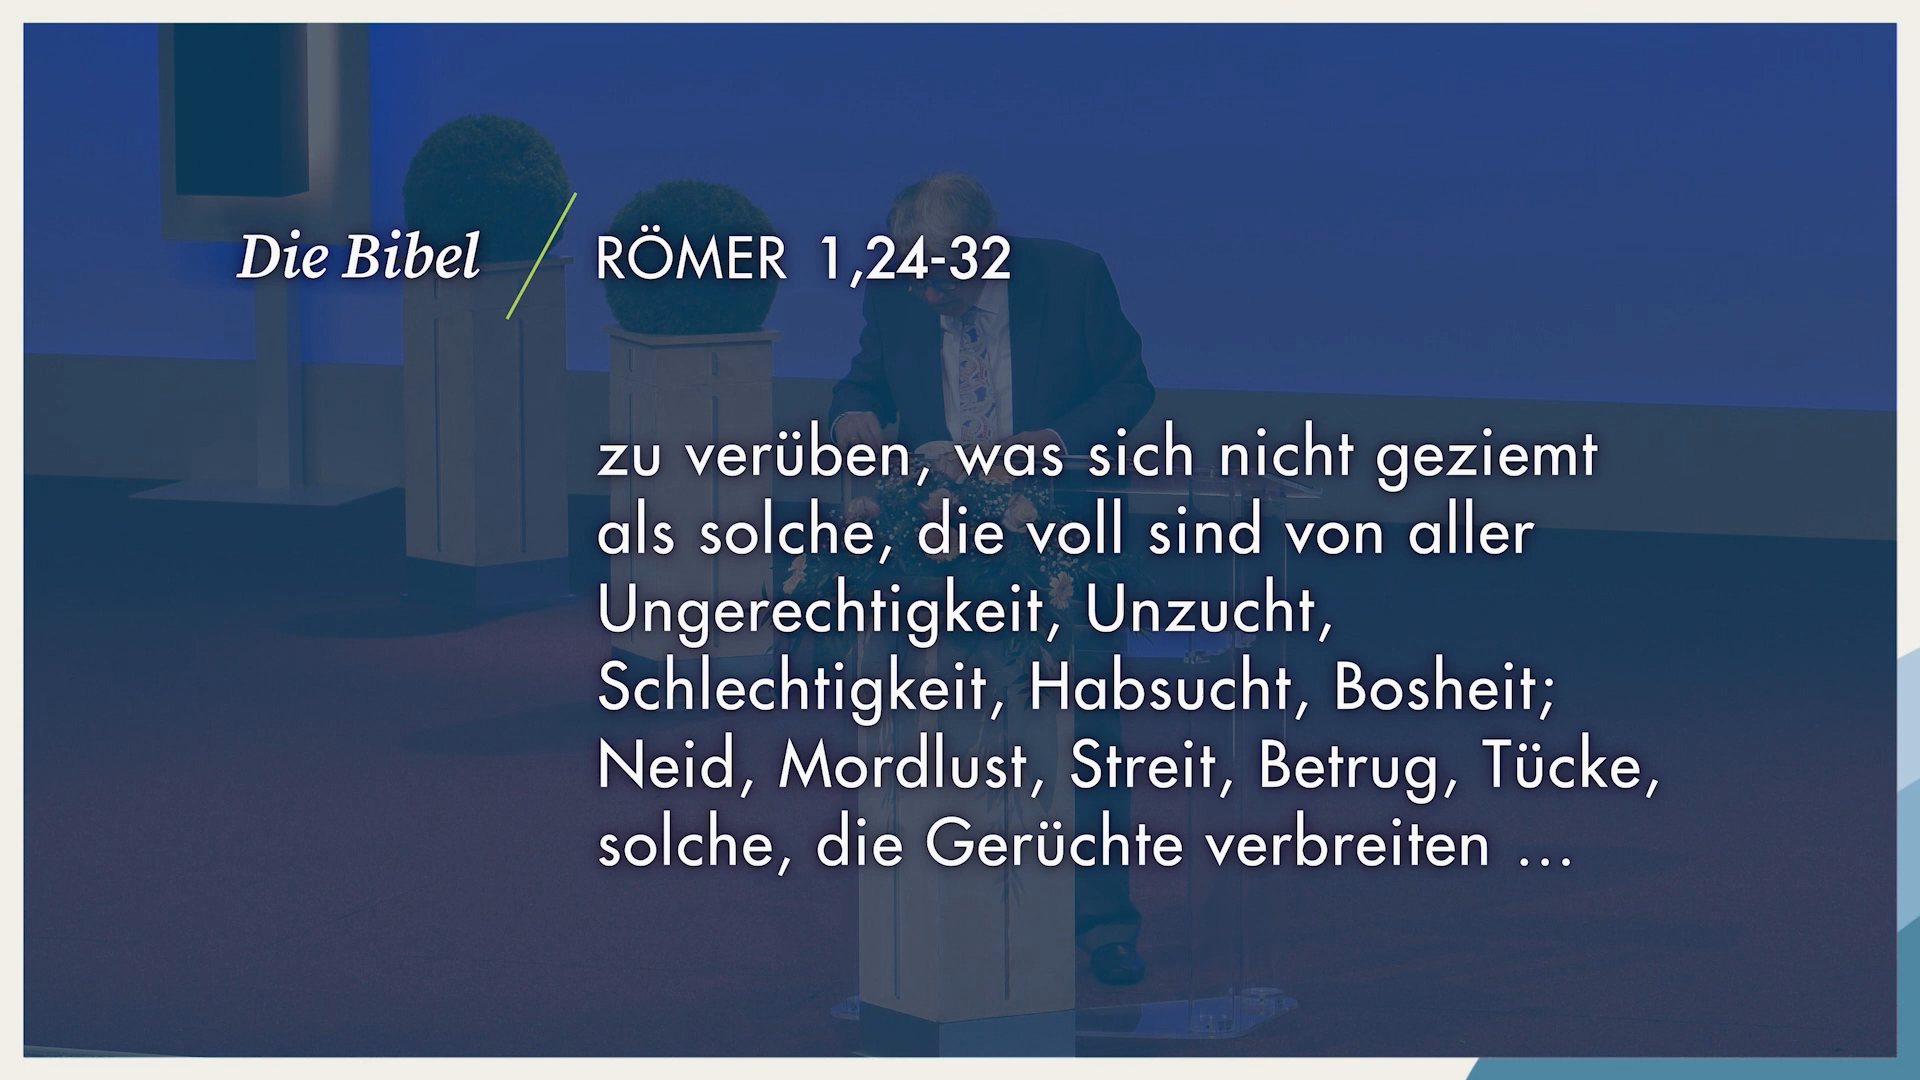 Die Bibel / RÖMER 1,24-32
zu verüben, was sich nicht geziemt
als solche, die voll sind von aller
Ungerechtigkeit, Unzucht,
Schlechtigkeit, Habsucht, Bosheit;
Neid, Mordlust, Streit, Betrug, Tücke,
solche, die Gerüchte verbreiten ...